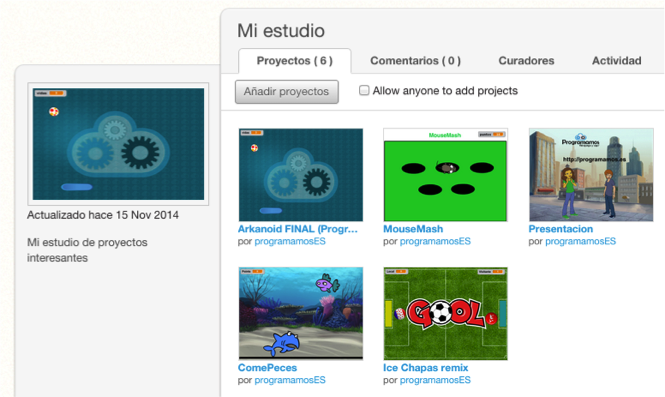 Mi estudio
Proyectos ( 6 )
Comentarios ( 0 )
Curadores
Actividad
Añadir proyectos
Allow anyone to add projects
Actualizado hace 15 Nov 2014
Mi estudio de proyectos
interesantes
Arkanoid FINAL (Progr...
por programamosES
MouseMash
MouseMash
por programamosES
Programamos
http://programamos.es
Presentacion
por programamosES
ComePeces
por programamosES
GOOL
Ice Chapas remix
por programamosES